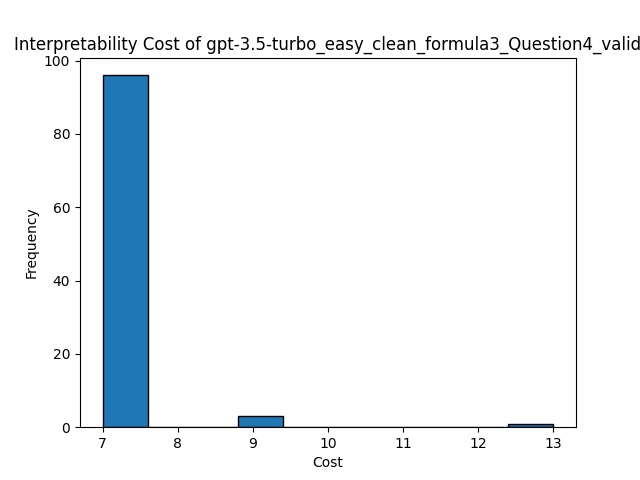 Interpretability Cost of gpt-3.5-turbo_easy_clean_formula3_Question4_valid
100
80
60
40
20
0
Frequency
7 8 9 10 11 12 13
Cost